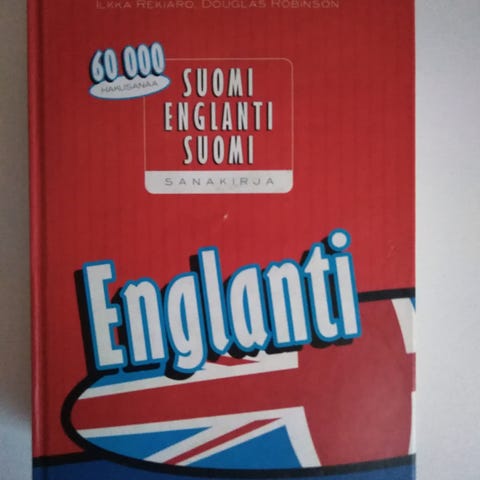 ILKKA REKIARO, DOUGLAS ROBINSON
60 000
HAKUSANAA
SUOMI
ENGLANTI
SUOMI
SANAKIRJA
Englanti